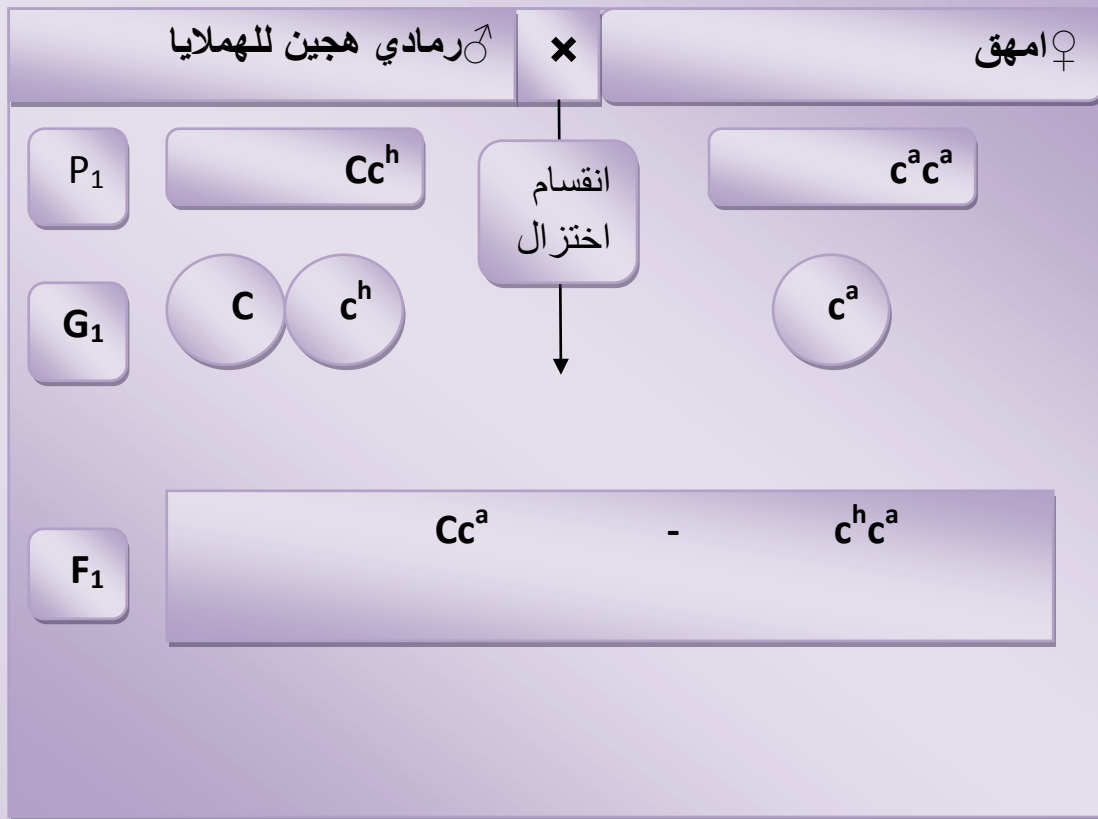 ♂رمادي هجين للهملايا × ♀امهق
P₁ Ccʰ انقسام cᵃcᵃ
اختزال
G₁ C cʰ cᵃ
F₁ Ccᵃ - cʰcᵃ